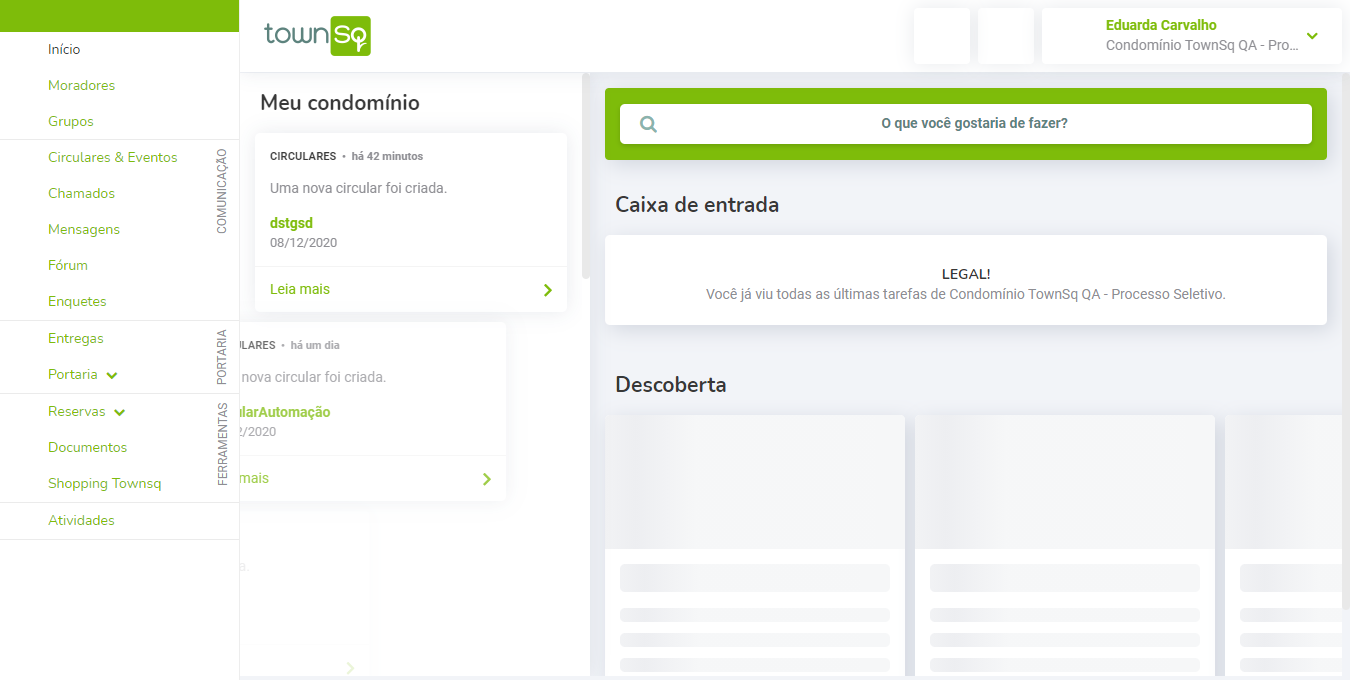 townSq
Eduarda Carvalho
Condomínio TownSq QA - Pro...
Início
Moradores
Grupos
Circulares & Eventos
Chamados
Mensagens
Fórum
Enquetes
COMUNICAÇÃO
Entregas
Portaria
PORTARIA
Reservas
Documentos
Shopping Townsq
FERRAMENTAS
Atividades
Meu condomínio
CIRCULARES • há 42 minutos
Uma nova circular foi criada.
dstgsd
08/12/2020
Leia mais
ULARES • há um dia
nova circular foi criada.
ularAutomação
2/2020
mais
a.
O que você gostaria de fazer?
Caixa de entrada
LEGAL!
Você já viu todas as últimas tarefas de Condomínio TownSq QA - Processo Seletivo.
Descoberta